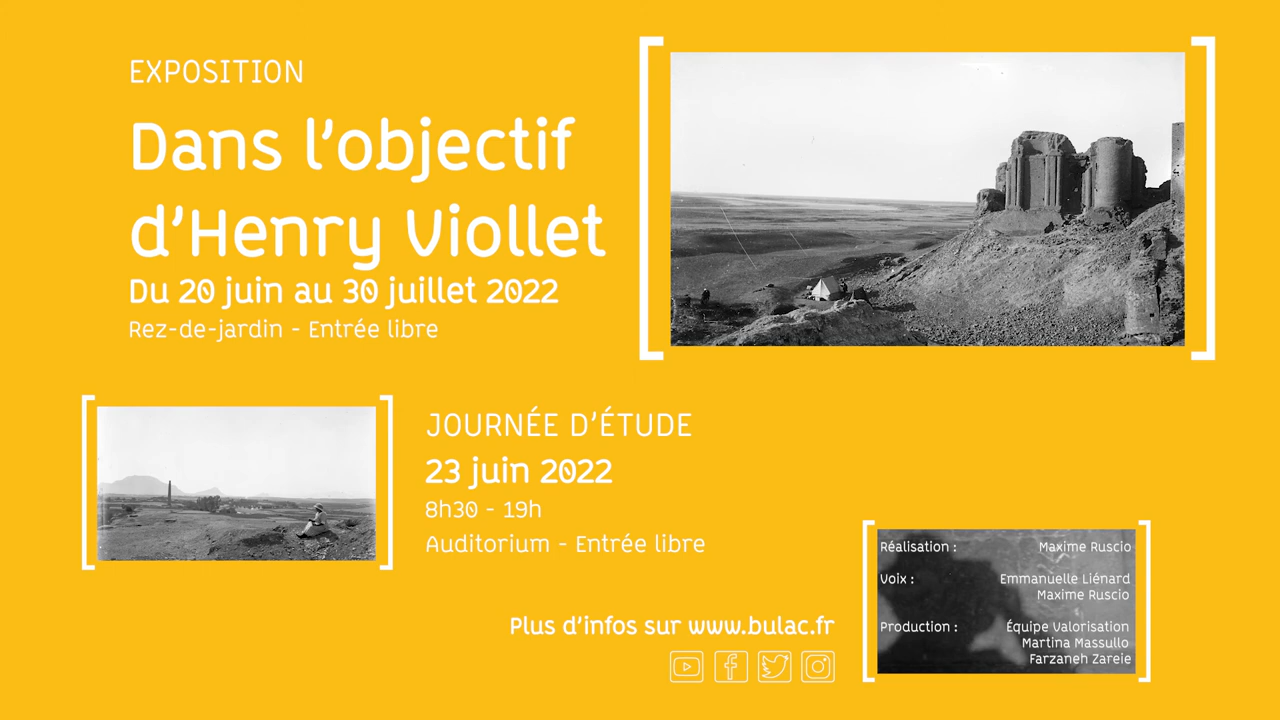 EXPOSITION
Dans l'objectif
d'Henry Viollet
Du 20 juin au 30 juillet 2022
Rez-de-jardin - Entrée libre
JOURNÉE D'ÉTUDE
23 juin 2022
8h30 - 19h
Auditorium - Entrée libre
Plus d'infos sur www.bulac.fr
Réalisation : Maxime Ruscio
Voix : Emmanuelle Liénard
Maxime Ruscio
Production : Équipe Valorisation
Martina Massullo
Farzaneh Zareie